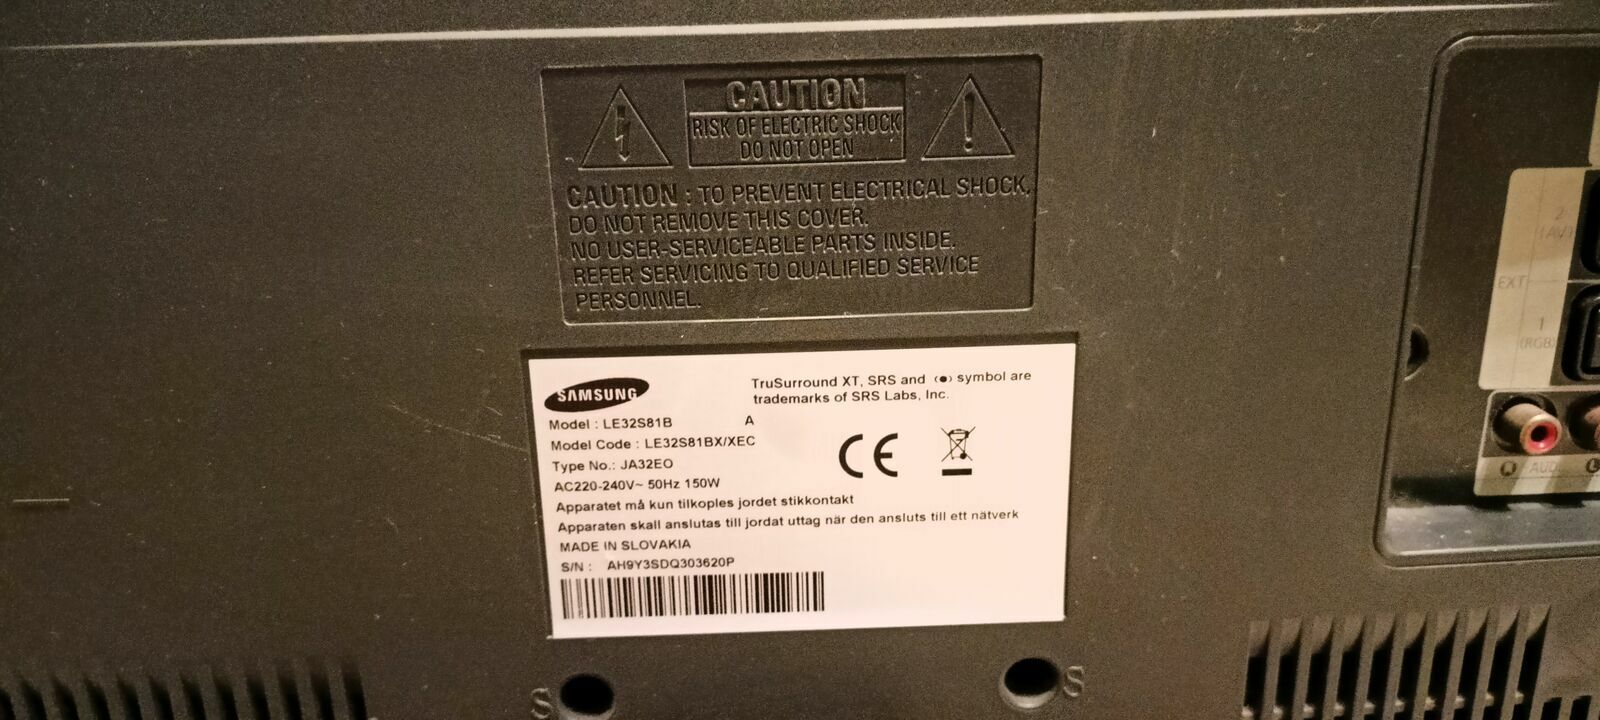 CAUTION
RISK OF ELECTRIC SHOCK
DO NOT OPEN
CAUTION : TO PREVENT ELECTRICAL SHOCK,
DO NOT REMOVE THIS COVER.
NO USER-SERVICEABLE PARTS INSIDE.
REFER SERVICING TO QUALIFIED SERVICE
PERSONNEL.
SAMSUNG
TruSurround XT, SRS and (●) symbol are
trademarks of SRS Labs, Inc.
Model : LE32S81B A
Model Code : LE32S81BX/XEC
Type No.: JA32EO
AC220-240V~ 50Hz 150W
Apparatet må kun tilkoples jordet stikkontakt
Apparaten skall anslutas till jordat uttag när den ansluts till ett nätverk
MADE IN SLOVAKIA
S/N : AH9Y3SDQ303620P
CE
2
EXT
1
(RGB)
R
L
S
S